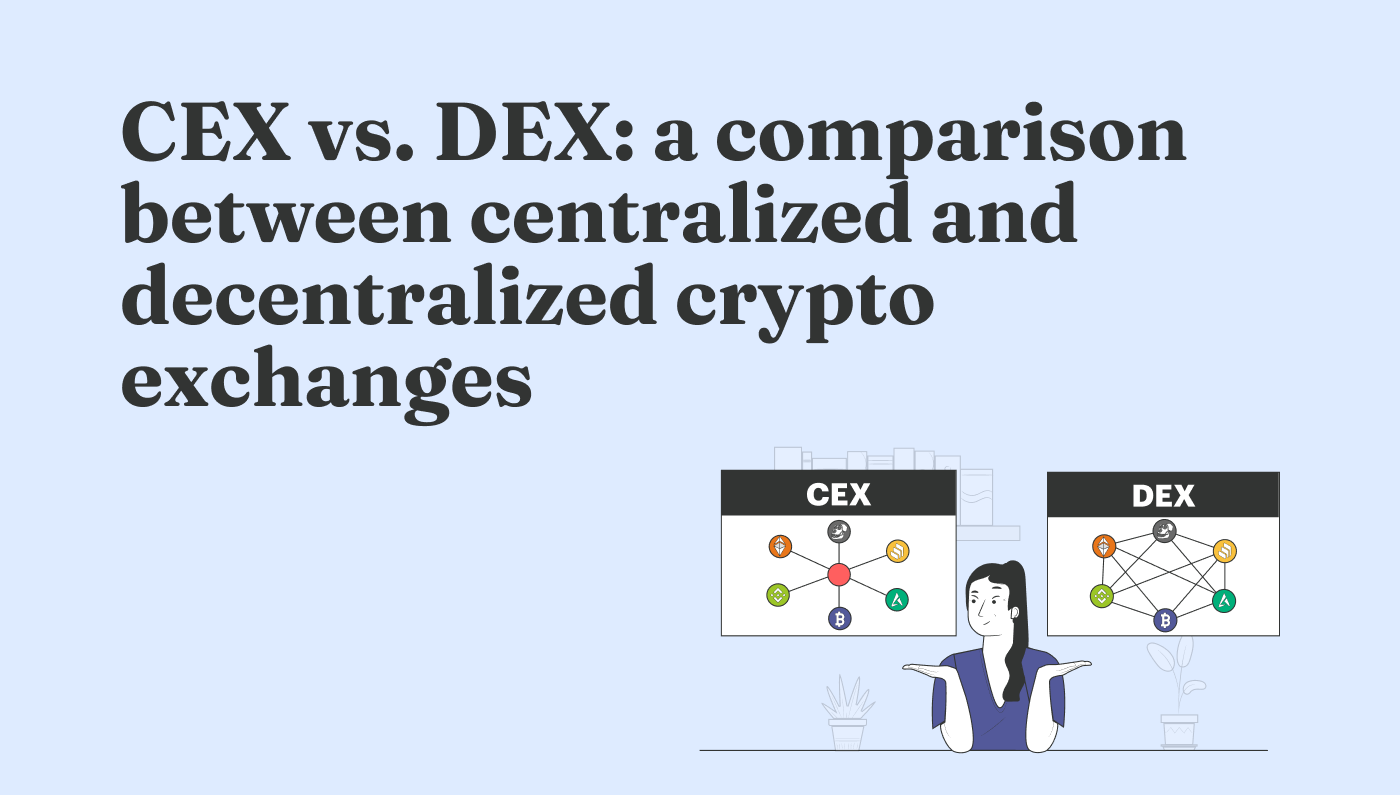 CEX vs. DEX: a comparison
between centralized and
decentralized crypto
exchanges
CEX
DEX